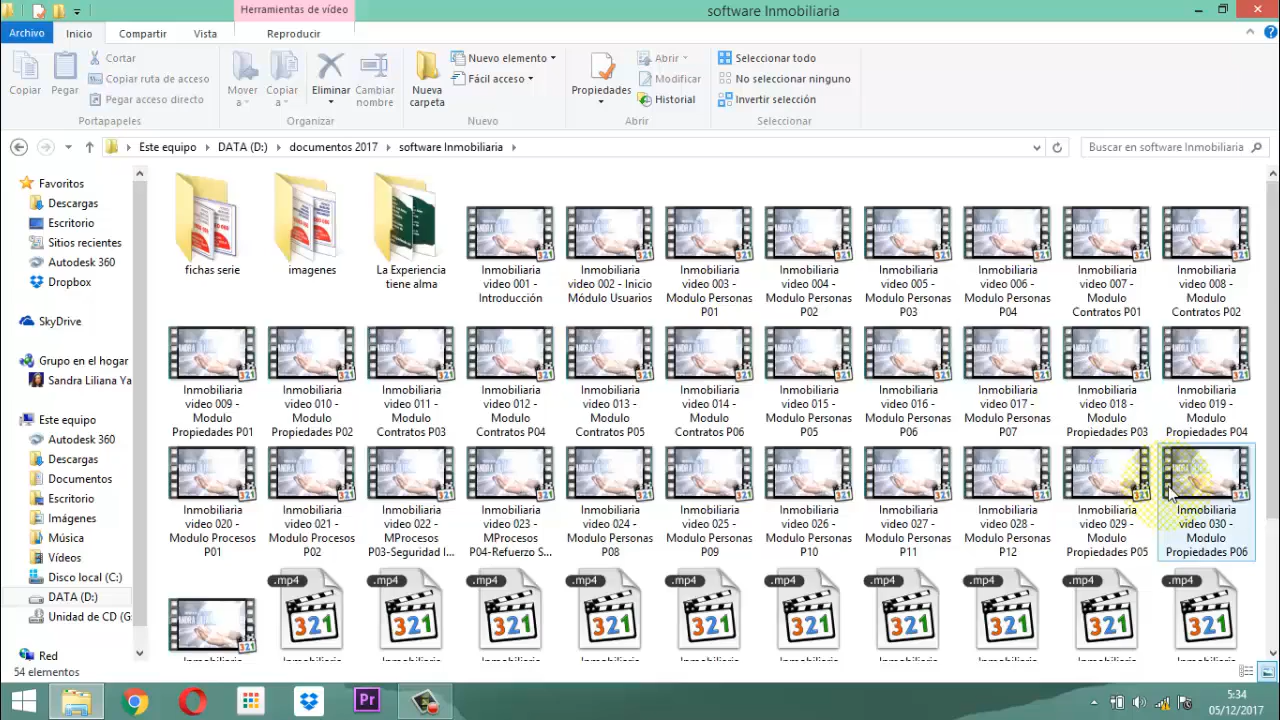 Herramientas de vídeo
software Inmobiliaria
Archivo
Inicio
Compartir
Vista
Reproducir
Copiar
Pegar
Cortar
Copiar ruta de acceso
Pegar acceso directo
Portapapeles
Mover a
Copiar a
Eliminar
Cambiar nombre
Organizar
Nueva carpeta
Nuevo elemento
Fácil acceso
Nuevo
Propiedades
Abrir
Modificar
Historial
Abrir
Seleccionar todo
No seleccionar ninguno
Invertir selección
Seleccionar
Este equipo
DATA (D:)
documentos 2017
software Inmobiliaria
Buscar en software Inmobiliaria
Favoritos
Descargas
Escritorio
Sitios recientes
Autodesk 360
Dropbox
SkyDrive
Grupo en el hogar
Sandra Liliana Ya
Este equipo
Autodesk 360
Descargas
Documentos
Escritorio
Imágenes
Música
Vídeos
Disco local (C:)
DATA (D:)
Unidad de CD (G
Red
fichas serie
imagenes
La Experiencia
tiene alma
Inmobiliaria
video 001 -
Introducción
Inmobiliaria
video 002 - Inicio
Módulo Usuarios
Inmobiliaria
video 003 -
Modulo Personas
P01
Inmobiliaria
video 004 -
Modulo Personas
P02
Inmobiliaria
video 005 -
Modulo Personas
P03
Inmobiliaria
video 006 -
Modulo Personas
P04
Inmobiliaria
video 007 -
Modulo
Contratos P01
Inmobiliaria
video 008 -
Modulo
Contratos P02
Inmobiliaria
video 009 -
Modulo
Propiedades P01
Inmobiliaria
video 010 -
Modulo
Propiedades P02
Inmobiliaria
video 011 -
Modulo
Contratos P03
Inmobiliaria
video 012 -
Modulo
Contratos P04
Inmobiliaria
video 013 -
Modulo
Contratos P05
Inmobiliaria
video 014 -
Modulo
Contratos P06
Inmobiliaria
video 015 -
Modulo Personas
P05
Inmobiliaria
video 016 -
Modulo Personas
P06
Inmobiliaria
video 017 -
Modulo Personas
P07
Inmobiliaria
video 018 -
Modulo
Propiedades P03
Inmobiliaria
video 019 -
Modulo
Propiedades P04
Inmobiliaria
video 020 -
Modulo Procesos
P01
Inmobiliaria
video 021 -
Modulo Procesos
P02
Inmobiliaria
video 022 -
MProcesos
P03-Seguridad I...
Inmobiliaria
video 023 -
MProcesos
P04-Refuerzo S...
Inmobiliaria
video 024 -
Modulo Personas
P08
Inmobiliaria
video 025 -
Modulo Personas
P09
Inmobiliaria
video 026 -
Modulo Personas
P10
Inmobiliaria
video 027 -
Modulo Personas
P11
Inmobiliaria
video 028 -
Modulo Personas
P12
Inmobiliaria
video 029 -
Modulo
Propiedades P05
Inmobiliaria
video 030 -
Modulo
Propiedades P06
.mp4
321
.mp4
321
.mp4
321
.mp4
321
.mp4
321
.mp4
321
.mp4
321
.mp4
321
.mp4
321
.mp4
321
54 elementos
Pr
5:34
05/12/2017